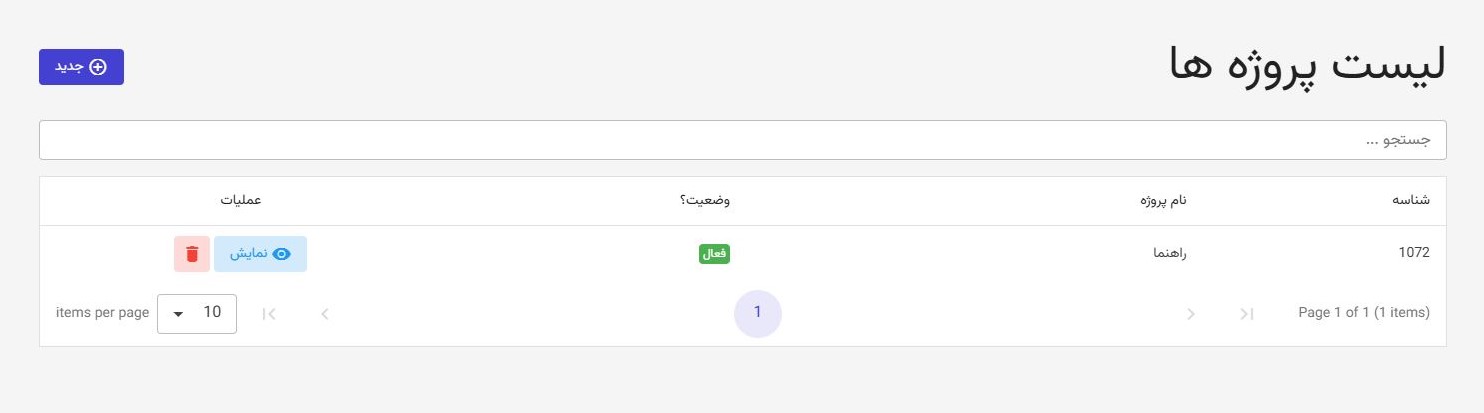 لیست پروژه ها
جدید
جستجو ...
شناسه نام پروژه وضعیت؟ عملیات
1072 راهنما فعال نمایش
Page 1 of 1 (1 items) 1 10 items per page